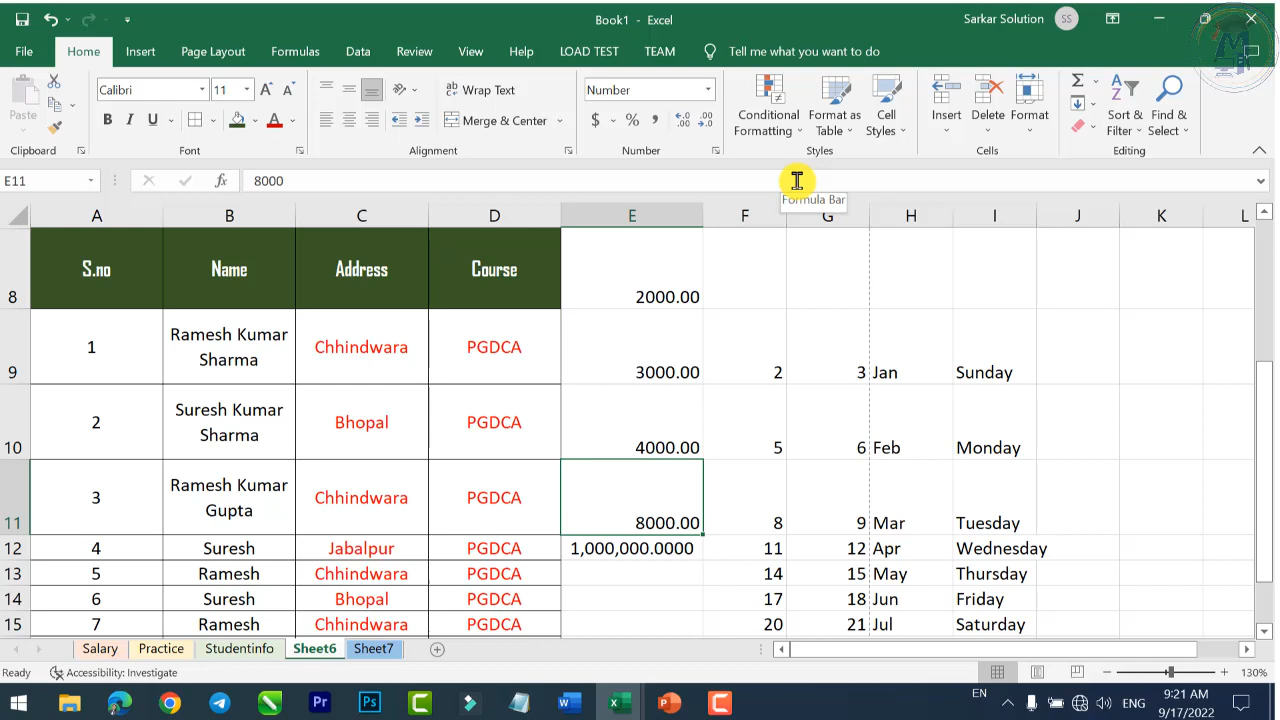 Book1 - Excel
Sarkar Solution SS
File Home Insert Page Layout Formulas Data Review View Help LOAD TEST TEAM Tell me what you want to do
Calibri 11 Wrap Text Number
Paste B I U Merge & Center $ % Conditional Formatting Format as Table Cell Styles Insert Delete Format Sort & Filter Find & Select
Clipboard Font Alignment Number Styles Cells Editing
E11 fx 8000
Formula Bar
A B C D E F G H I J K L
8 S.no Name Address Course 2000.00
9 1 Ramesh Kumar Sharma Chhindwara PGDCA 3000.00 2 3 Jan Sunday
10 2 Suresh Kumar Sharma Bhopal PGDCA 4000.00 5 6 Feb Monday
11 3 Ramesh Kumar Gupta Chhindwara PGDCA 8000.00 8 9 Mar Tuesday
12 4 Suresh Jabalpur PGDCA 1,000,000.0000 11 12 Apr Wednesday
13 5 Ramesh Chhindwara PGDCA 14 15 May Thursday
14 6 Suresh Bhopal PGDCA 17 18 Jun Friday
15 7 Ramesh Chhindwara PGDCA 20 21 Jul Saturday
Salary Practice Studentinfo Sheet6 Sheet7
Ready Accessibility: Investigate 130%
EN ENG 9:21 AM
9/17/2022